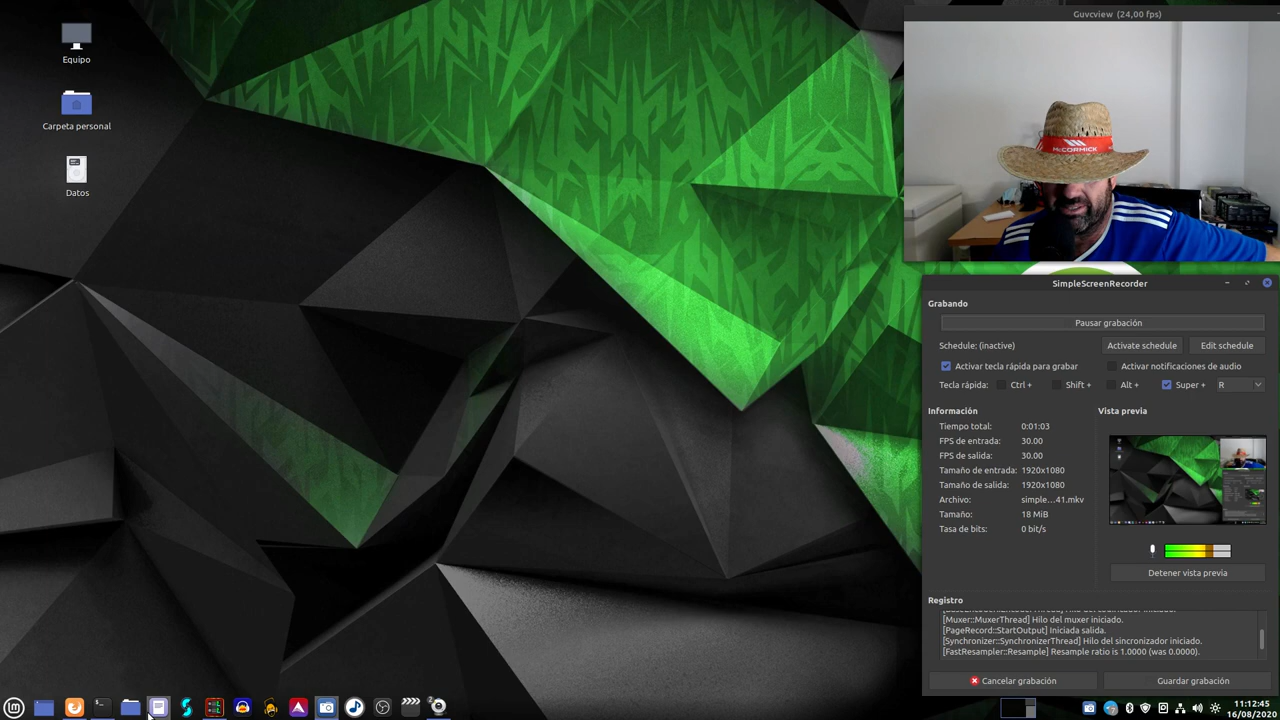 Equipo
Carpeta personal
Datos
Guvcview (24,00 fps)
McCORMICK
SimpleScreenRecorder
Grabando
Pausar grabación
Schedule: (inactive)
Activate schedule
Edit schedule
Activar tecla rápida para grabar
Activar notificaciones de audio
Tecla rápida:
Ctrl +
Shift +
Alt +
Super +
R
Información
Tiempo total: 0:01:03
FPS de entrada: 30.00
FPS de salida: 30.00
Tamaño de entrada: 1920x1080
Tamaño de salida: 1920x1080
Archivo: simple...41.mkv
Tamaño: 18 MiB
Tasa de bits: 0 bit/s
Vista previa
Detener vista previa
Registro
[Muxer::MuxerThread] Hilo del muxer iniciado.
[PageRecord::StartOutput] Iniciada salida.
[Synchronizer::SynchronizerThread] Hilo del sincronizador iniciado.
[FastResampler::Resample] Resample ratio is 1.0000 (was 0.0000).
Cancelar grabación
Guardar grabación
11:12:45
16/08/2020